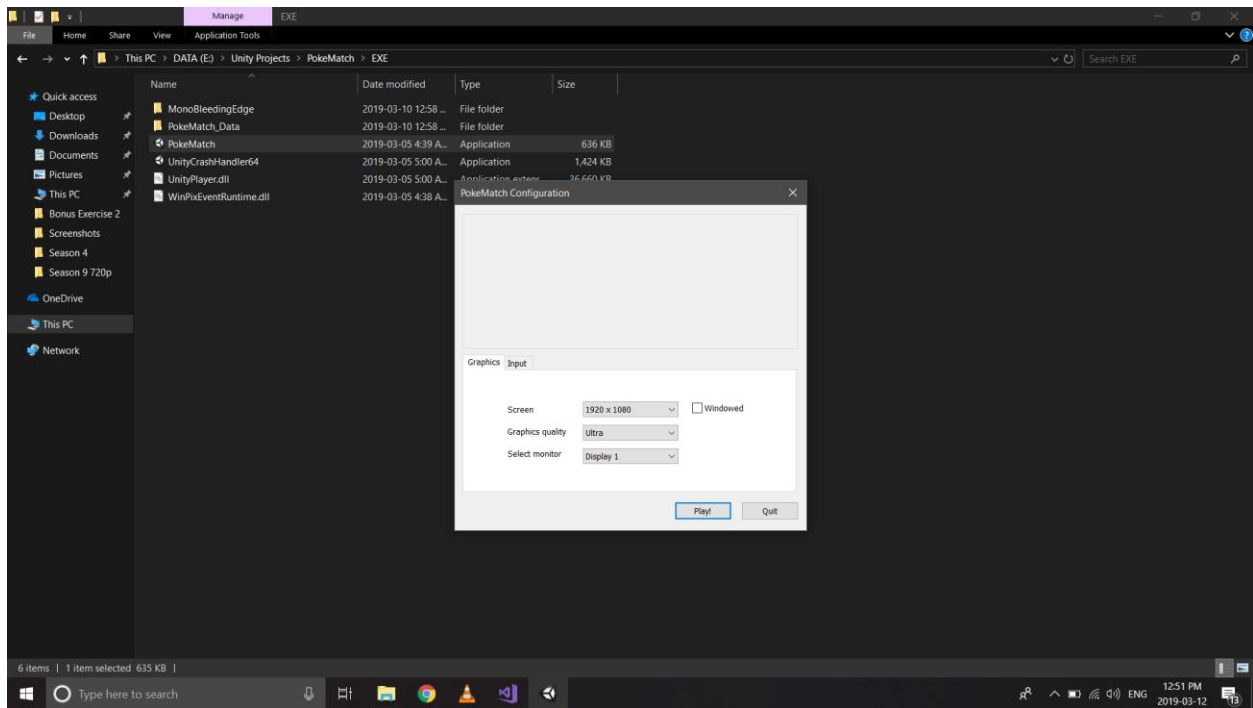 Manage EXE
File Home Share View Application Tools
This PC > DATA (E:) > Unity Projects > PokeMatch > EXE
Search EXE
Name Date modified Type Size
Quick access
Desktop
Downloads
Documents
Pictures
This PC
Bonus Exercise 2
Screenshots
Season 4
Season 9 720p
OneDrive
This PC
Network
MonoBleedingEdge 2019-03-10 12:58 ... File folder
PokeMatch_Data 2019-03-10 12:58 ... File folder
PokeMatch 2019-03-05 4:39 A... Application 636 KB
UnityCrashHandler64 2019-03-05 5:00 A... Application 1,424 KB
UnityPlayer.dll 2019-03-05 5:00 A... Application extens... 36,660 KB
WinPixEventRuntime.dll 2019-03-05 4:38 A...
PokeMatch Configuration
Graphics Input
Screen 1920 x 1080 Windowed
Graphics quality Ultra
Select monitor Display 1
Play! Quit
6 items | 1 item selected 635 KB |
Type here to search
ENG
12:51 PM
2019-03-12
13